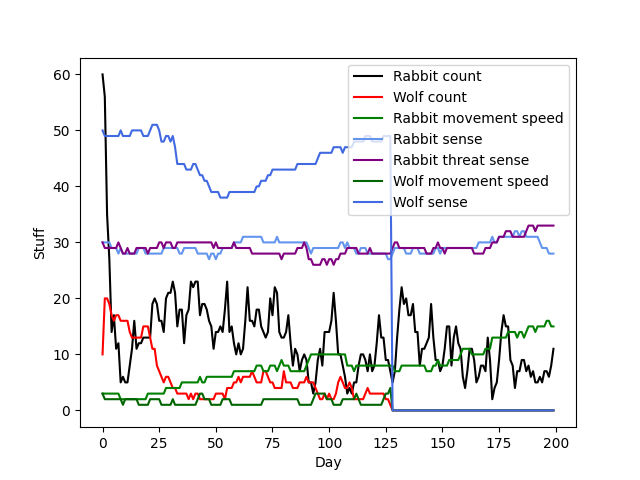 60
50
40
30
20
10
0
Stuff
0 25 50 75 100 125 150 175 200
Day
Rabbit count
Wolf count
Rabbit movement speed
Rabbit sense
Rabbit threat sense
Wolf movement speed
Wolf sense